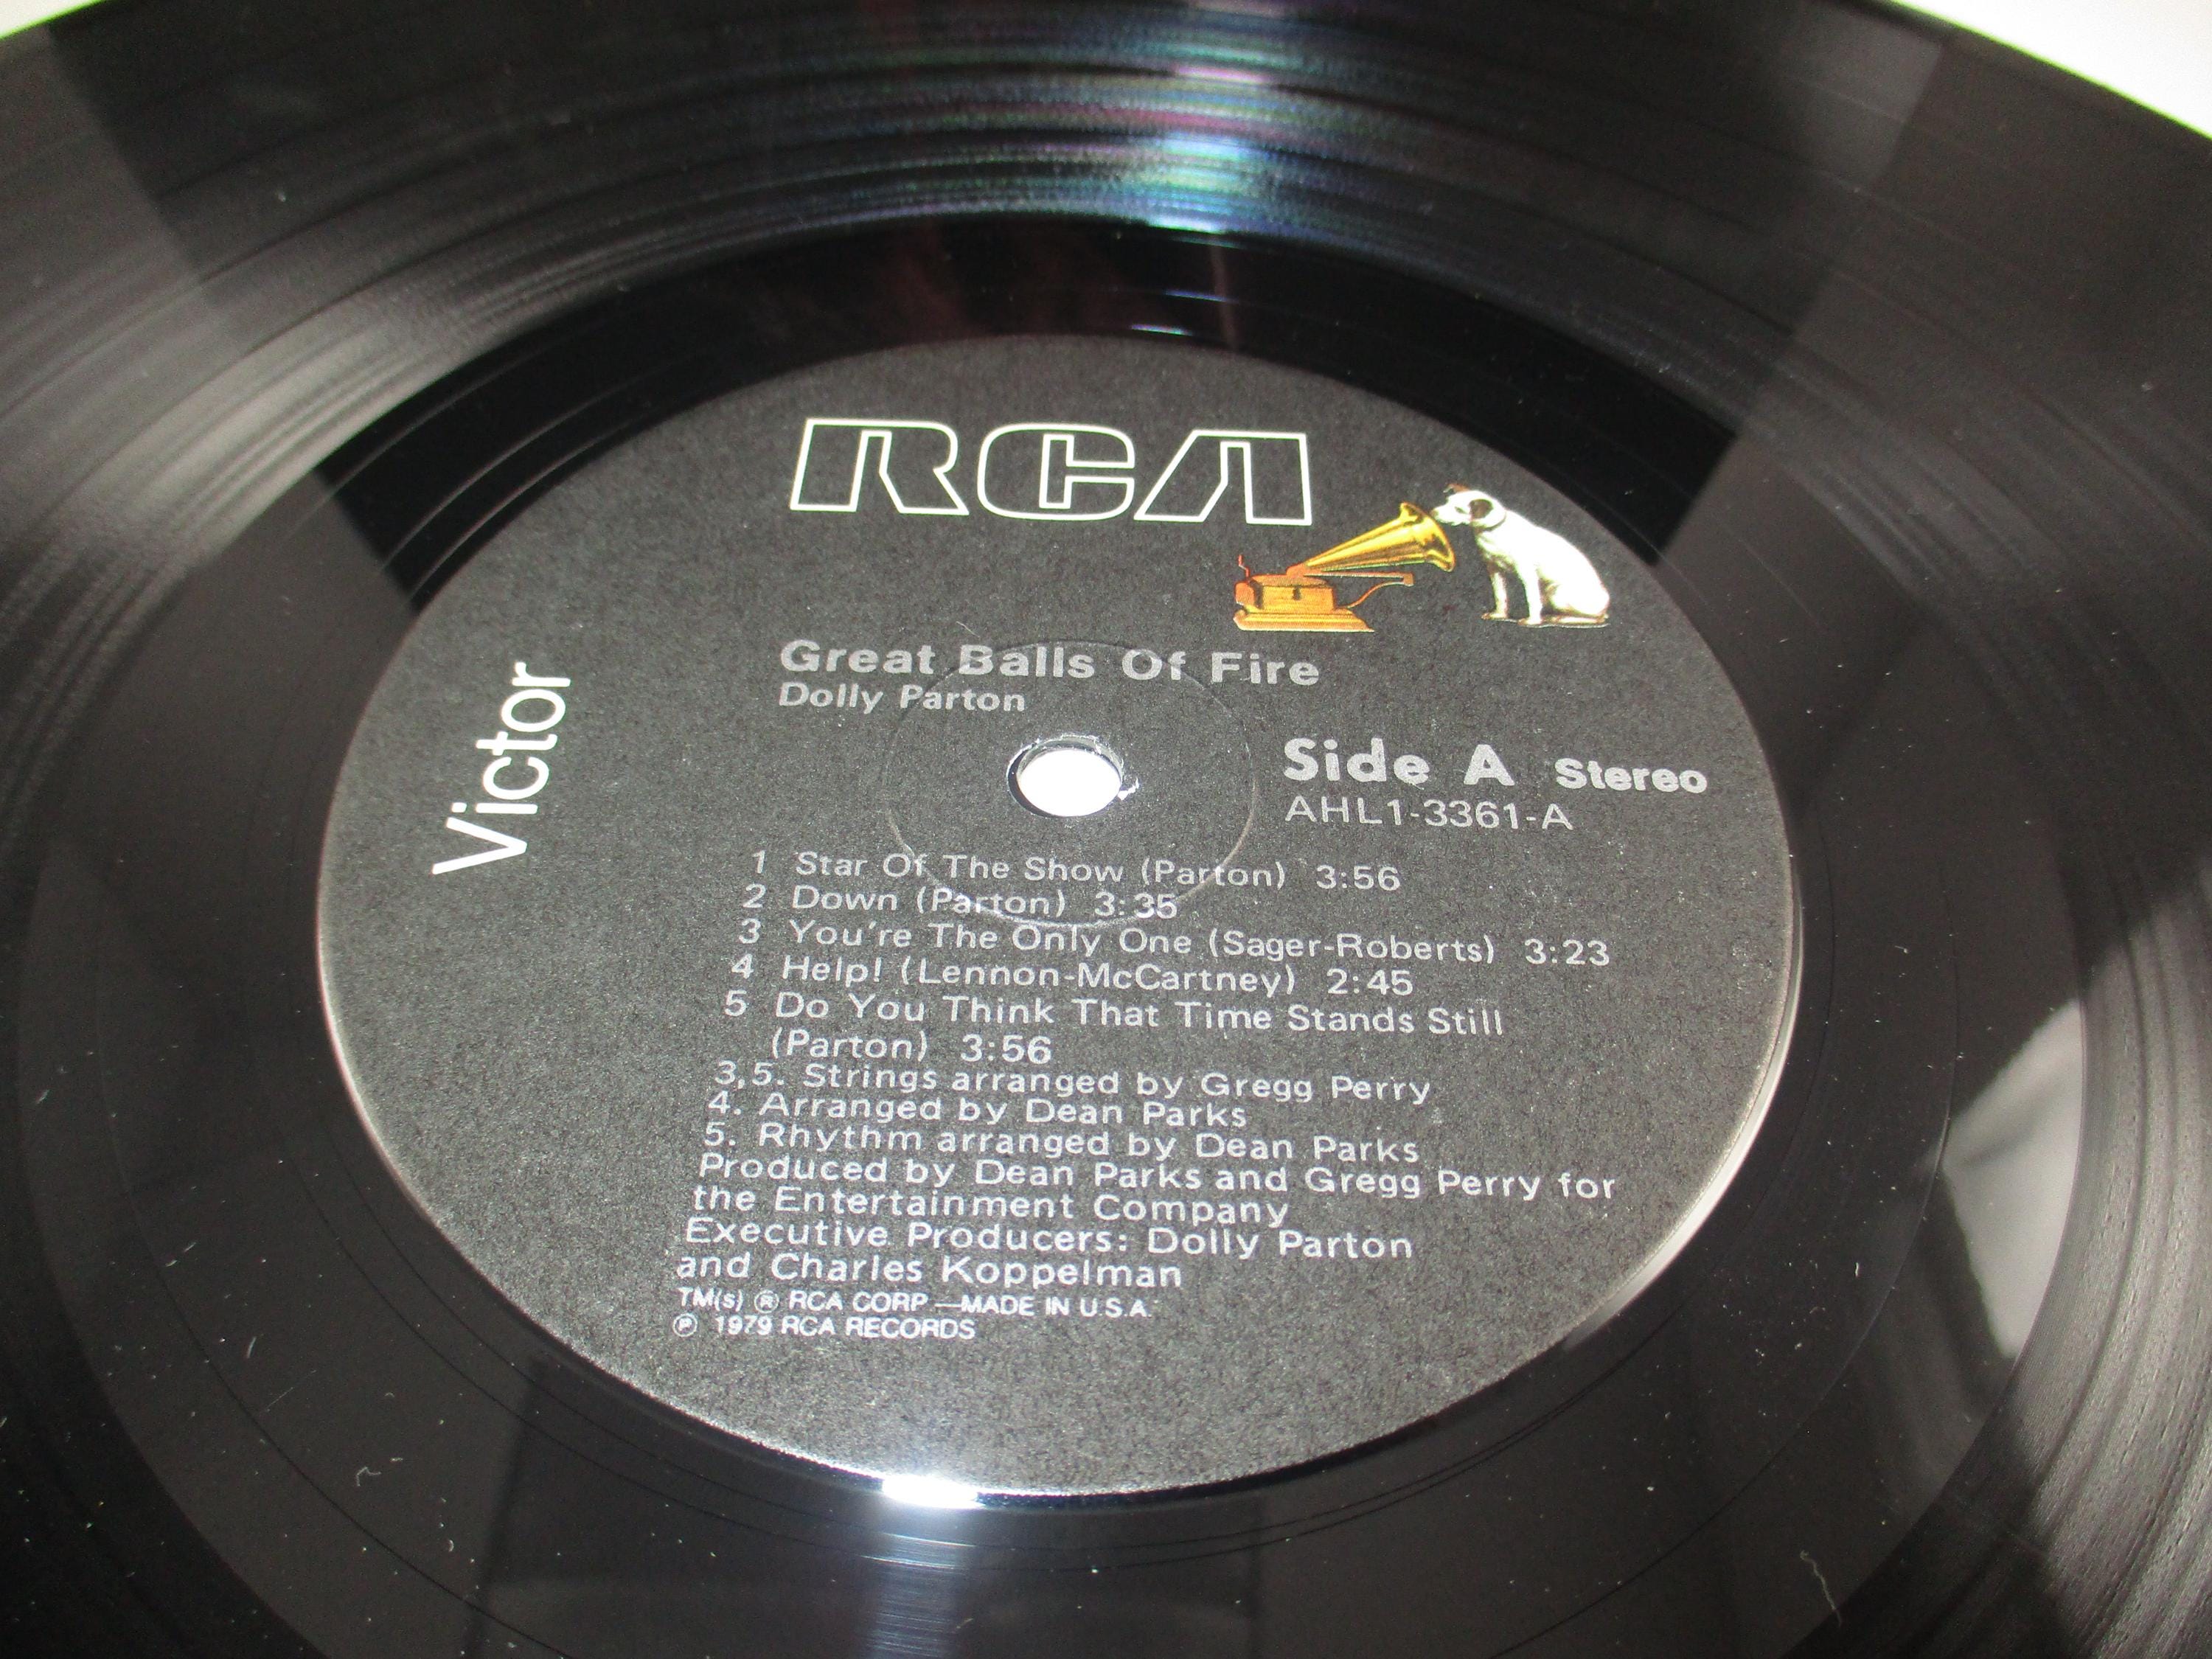 RCA
Victor
Great Balls Of Fire
Dolly Parton
Side A Stereo
AHL1-3361-A
1 Star Of The Show (Parton) 3:56
2 Down (Parton) 3:35
3 You're The Only One (Sager-Roberts) 3:23
4 Help! (Lennon-McCartney) 2:45
5 Do You Think That Time Stands Still
(Parton) 3:56
3,5. Strings arranged by Gregg Perry
4. Arranged by Dean Parks
5. Rhythm arranged by Dean Parks
Produced by Dean Parks and Gregg Perry for
the Entertainment Company
Executive Producers: Dolly Parton
and Charles Koppelman
TM(s) ® RCA CORP —MADE IN U.S.A.
℗ 1979 RCA RECORDS